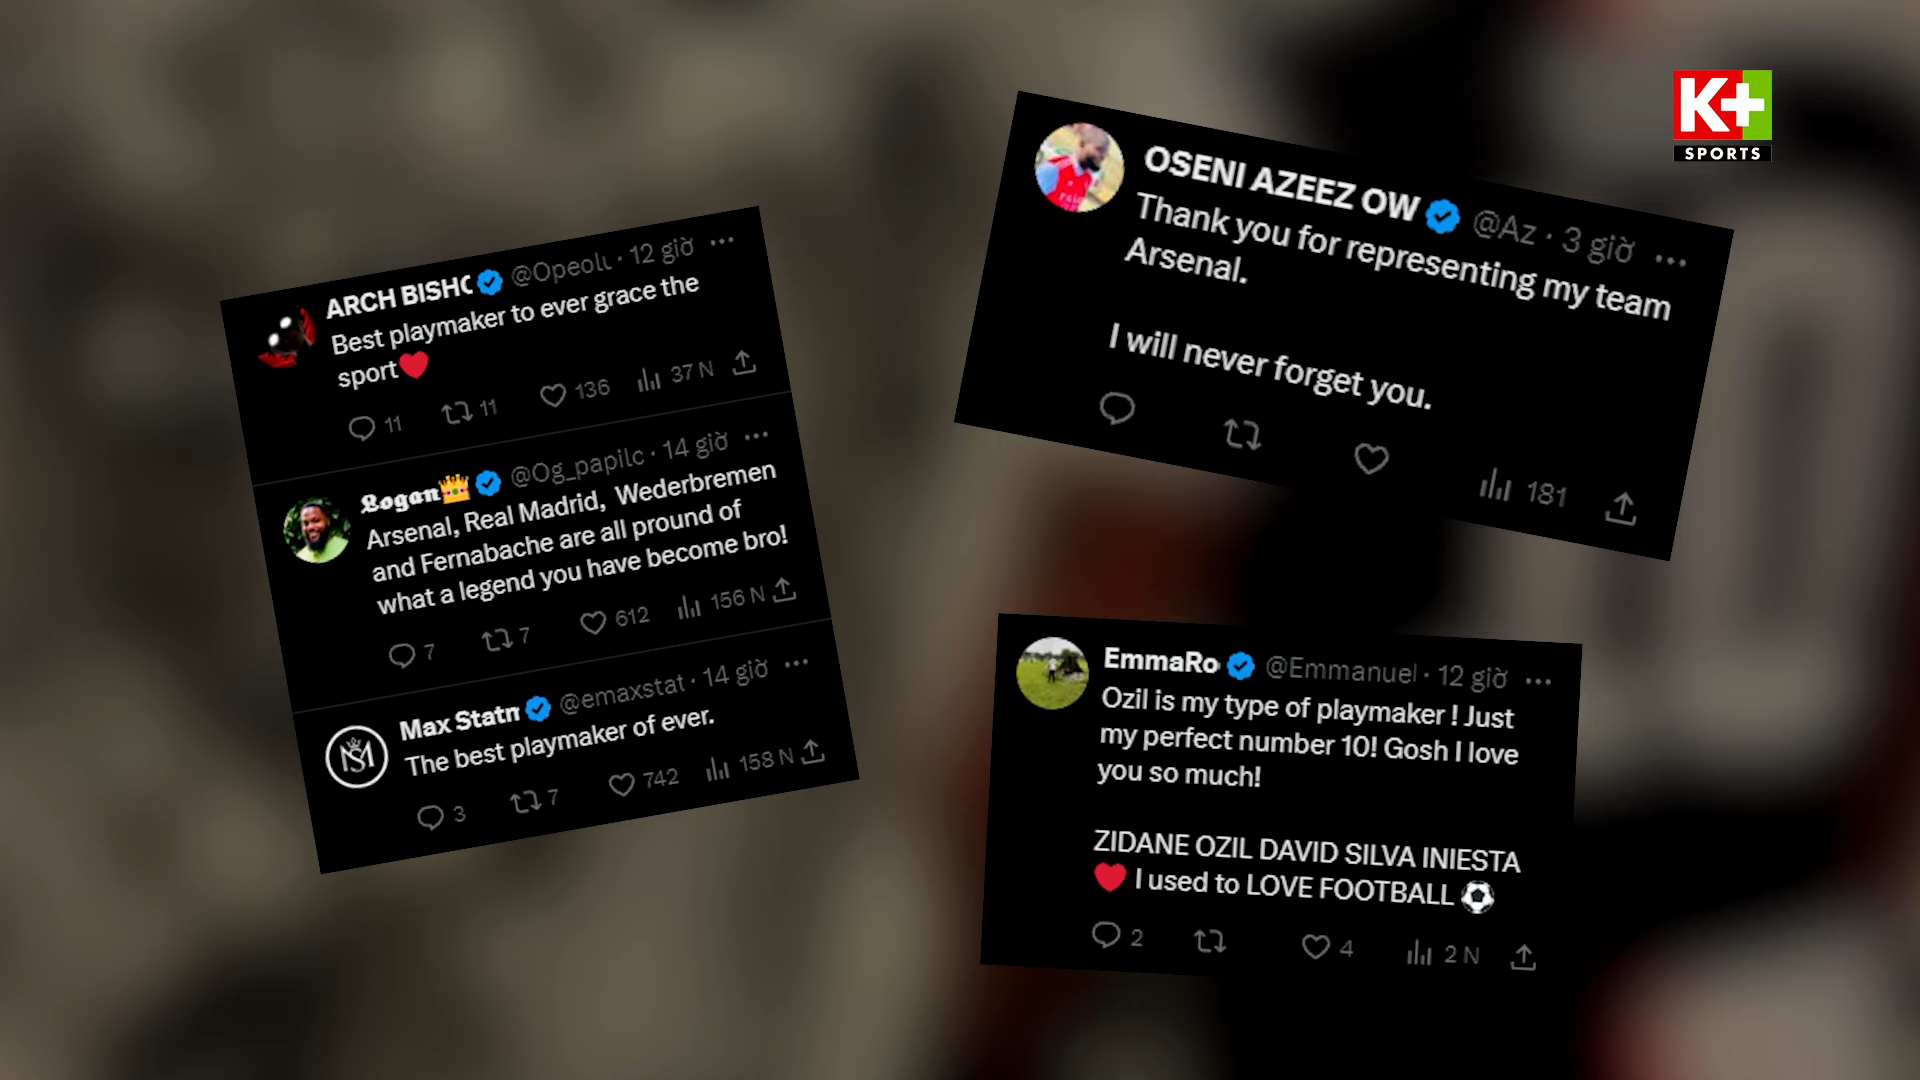 K+
SPORTS
ARCH BISHC @Opeolu · 12 giờ ...
Best playmaker to ever grace the
sport❤️
11 11 136 37 N
Logan👑 @Og_papilc · 14 giờ ...
Arsenal, Real Madrid, Wederbremen
and Fernabache are all pround of
what a legend you have become bro!
7 7 612 156 N
Max Statm @emaxstat · 14 giờ ...
The best playmaker of ever.
3 7 742 158 N
OSENI AZEEZ OW @Az · 3 giờ ...
Thank you for representing my team
Arsenal.
I will never forget you.
181
EmmaRo @Emmanuel · 12 giờ ...
Ozil is my type of playmaker ! Just
my perfect number 10! Gosh I love
you so much!
ZIDANE OZIL DAVID SILVA INIESTA
❤️ I used to LOVE FOOTBALL ⚽
2 4 2 N